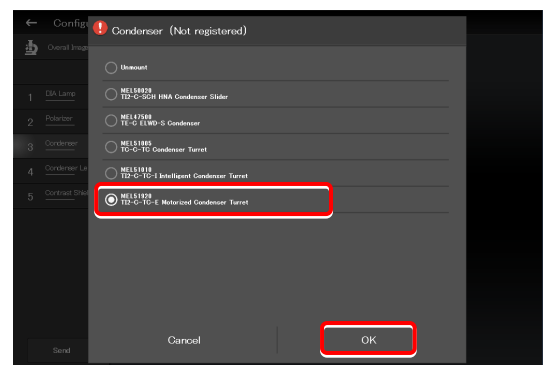 ← Config
! Condenser (Not registered)
Overall Image
Unmount
1 DIA Lamp
MEL50020
TI2-C-SCH HNA Condenser Slider
2 Polarizer
MEL47500
TE-C ELWD-S Condenser
3 Condenser
MEL51005
TC-C-TC Condenser Turret
4 Condenser Le
MEL51010
TI2-C-TC-I Intelligent Condenser Turret
5 Contrast Shiel
MEL51920
TI2-C-TC-E Motorized Condenser Turret
Send
Cancel
OK